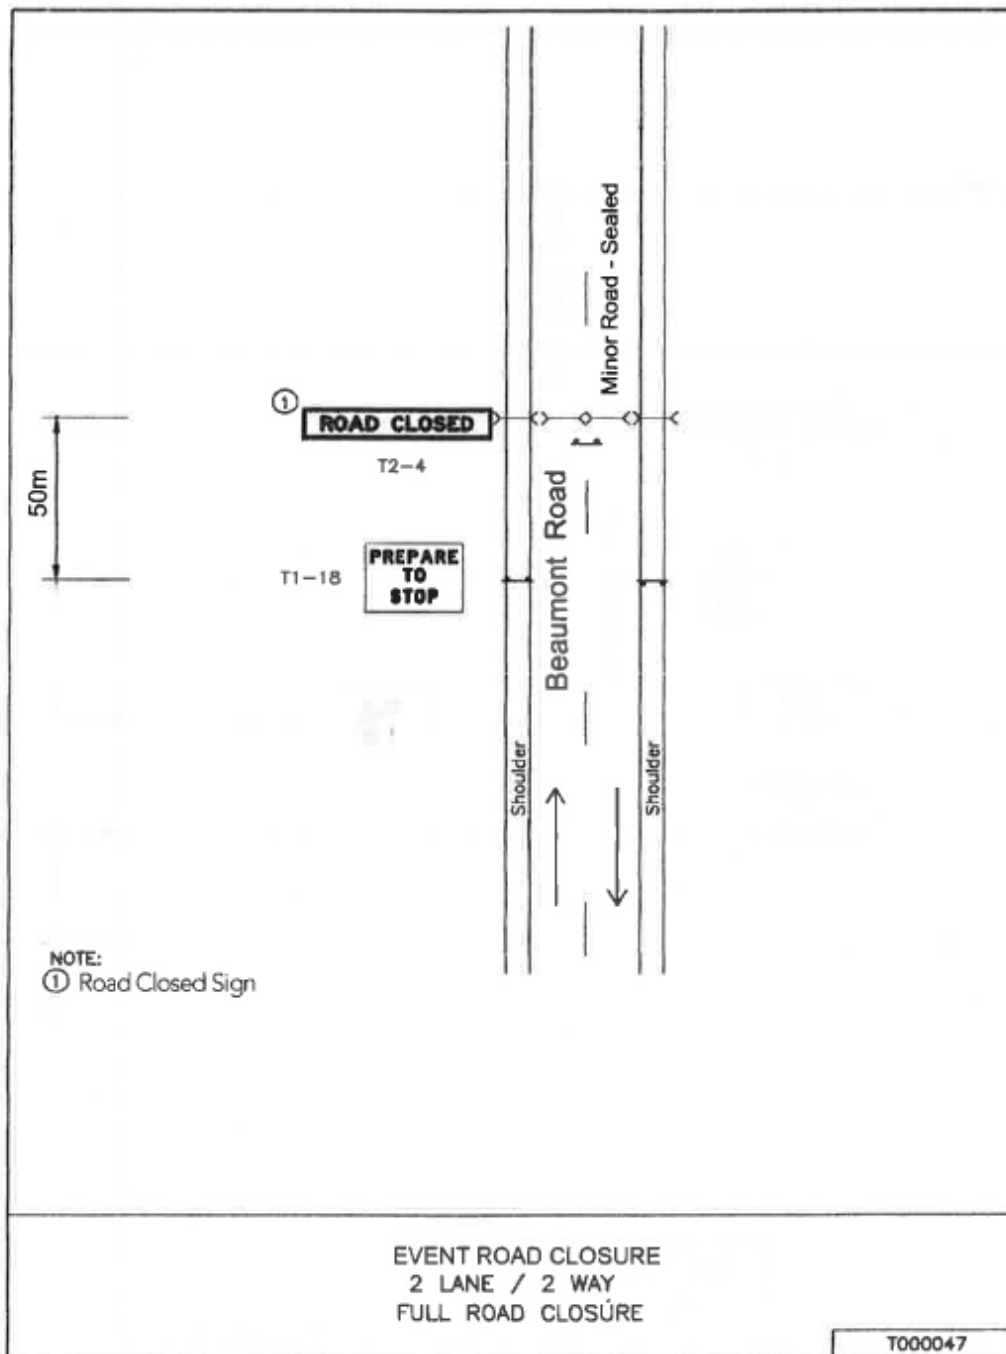 Minor Road - Sealed
①
ROAD CLOSED
T2-4
50m
Beaumont Road
T1-18
PREPARE
TO
STOP
Shoulder
Shoulder
NOTE:
① Road Closed Sign
EVENT ROAD CLOSURE
2 LANE / 2 WAY
FULL ROAD CLOSÚRE
T000047